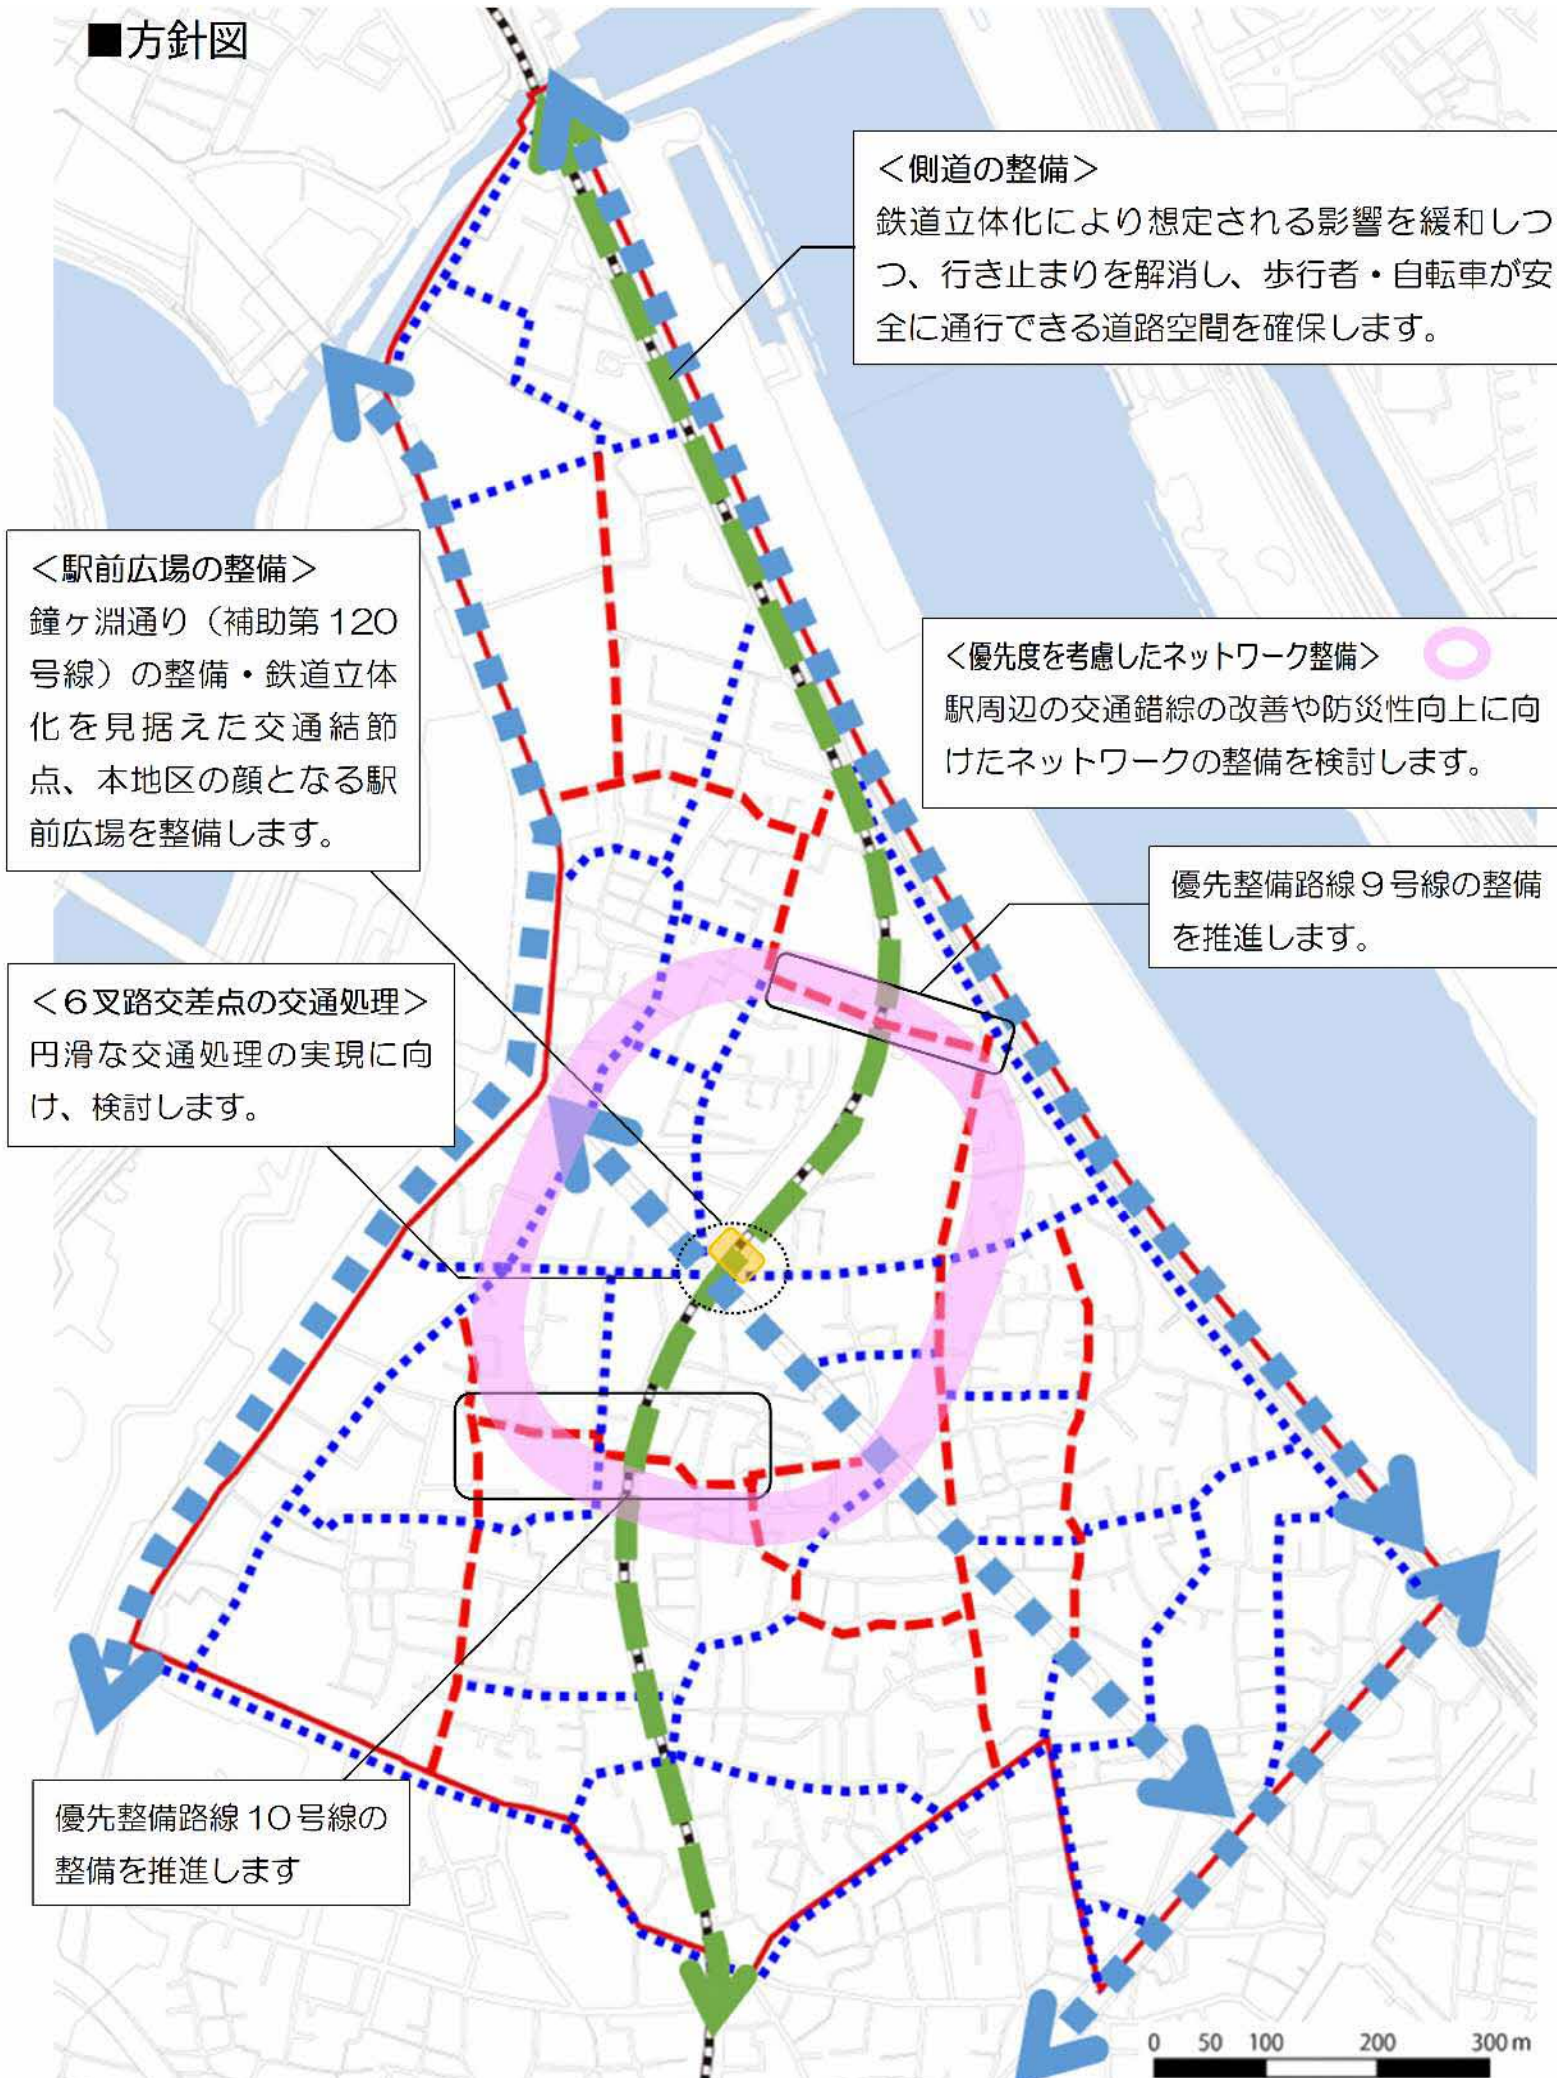 ■方針図
＜側道の整備＞
鉄道立体化により想定される影響を緩和しつ
つ、行き止まりを解消し、歩行者・自転車が安
全に通行できる道路空間を確保します。
＜駅前広場の整備＞
鐘ヶ淵通り（補助第120
号線）の整備・鉄道立体
化を見据えた交通結節
点、本地区の顔となる駅
前広場を整備します。
＜優先度を考慮したネットワーク整備＞
駅周辺の交通錯綜の改善や防災性向上に向
けたネットワークの整備を検討します。
優先整備路線９号線の整備
を推進します。
＜６叉路交差点の交通処理＞
円滑な交通処理の実現に向
け、検討します。
優先整備路線10号線の
整備を推進します
0 50 100 200 300 m